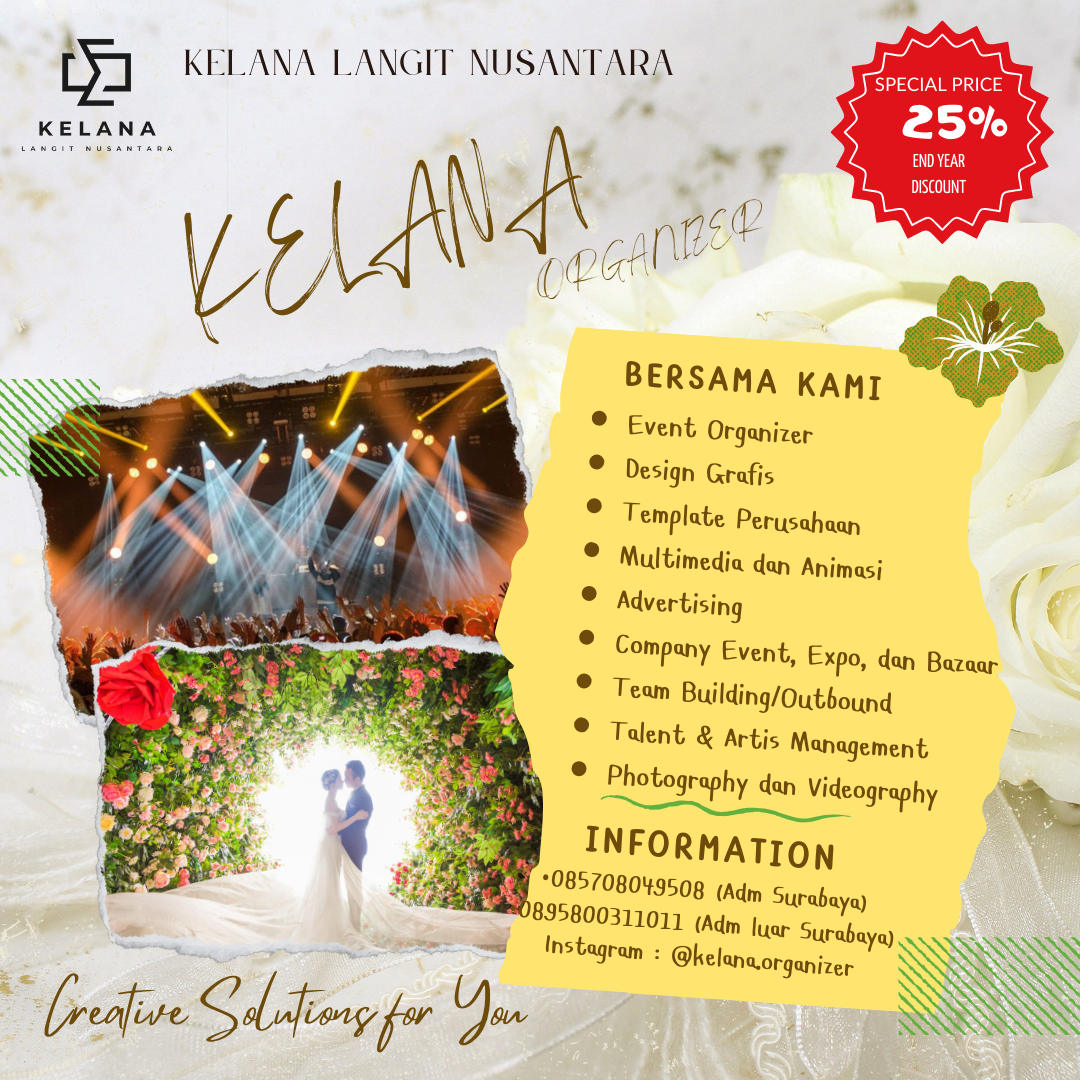 KELANA
LANGIT NUSANTARA
KELANA LANGIT NUSANTARA
SPECIAL PRICE
25%
END YEAR
DISCOUNT
KELANA
ORGANIZER
BERSAMA KAMI
• Event Organizer
• Design Grafis
• Template Perusahaan
• Multimedia dan Animasi
• Advertising
• Company Event, Expo, dan Bazaar
• Team Building/Outbound
• Talent & Artis Management
• Photography dan Videography
INFORMATION
•085708049508 (Adm Surabaya)
0895800311011 (Adm luar Surabaya)
Instagram : @kelana.organizer
Creative Solutions for You